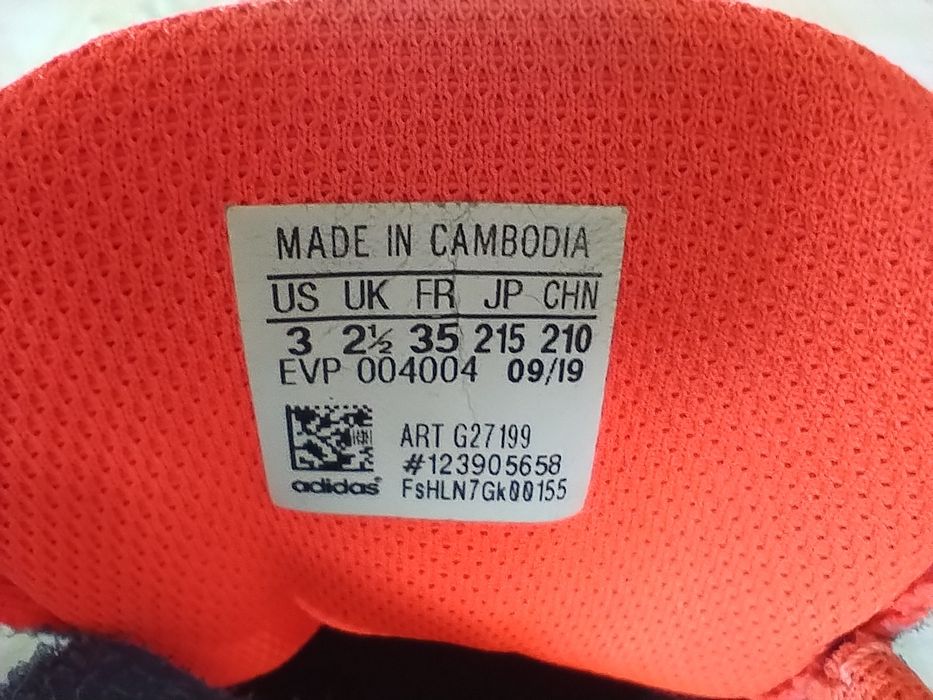 MADE IN CAMBODIA
US UK FR JP CHN
3 2½ 35 215 210
EVP 004004 09/19
ART G27199
#123905658
adidas FsHLN7Gk00155